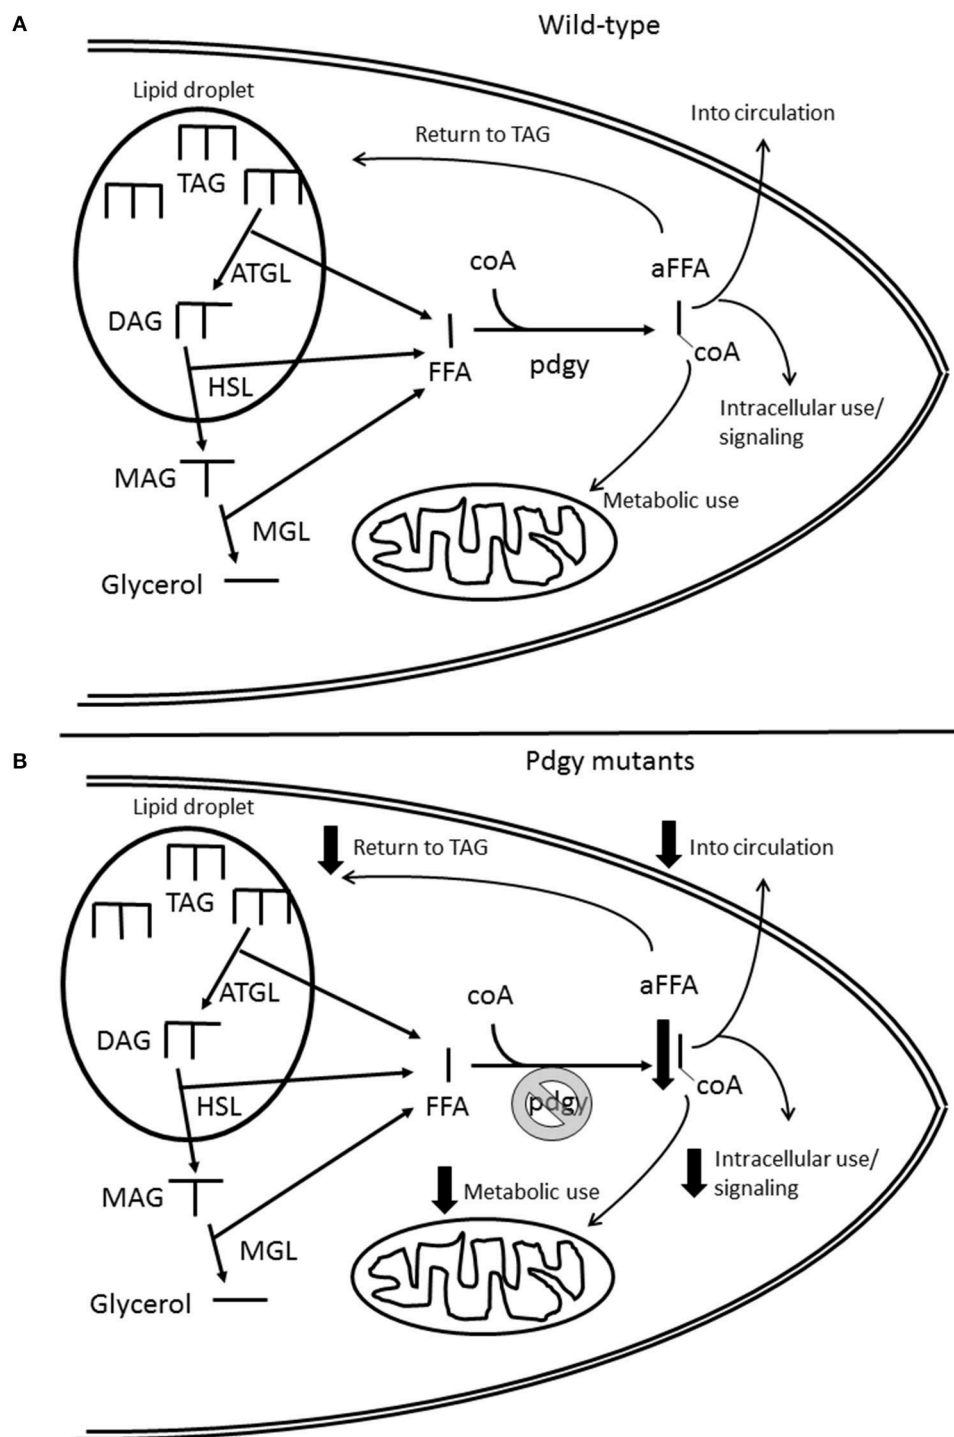 A
Wild-type
Lipid droplet
Into circulation
Return to TAG
TAG
coA
aFFA
ATGL
DAG
coA
pdgy
FFA
HSL
Intracellular use/
signaling
MAG
Metabolic use
MGL
Glycerol
B
Pdgy mutants
Lipid droplet
Return to TAG
Into circulation
TAG
ATGL
coA
aFFA
DAG
coA
HSL
FFA
pdgy
Intracellular use/
signaling
MAG
Metabolic use
MGL
Glycerol